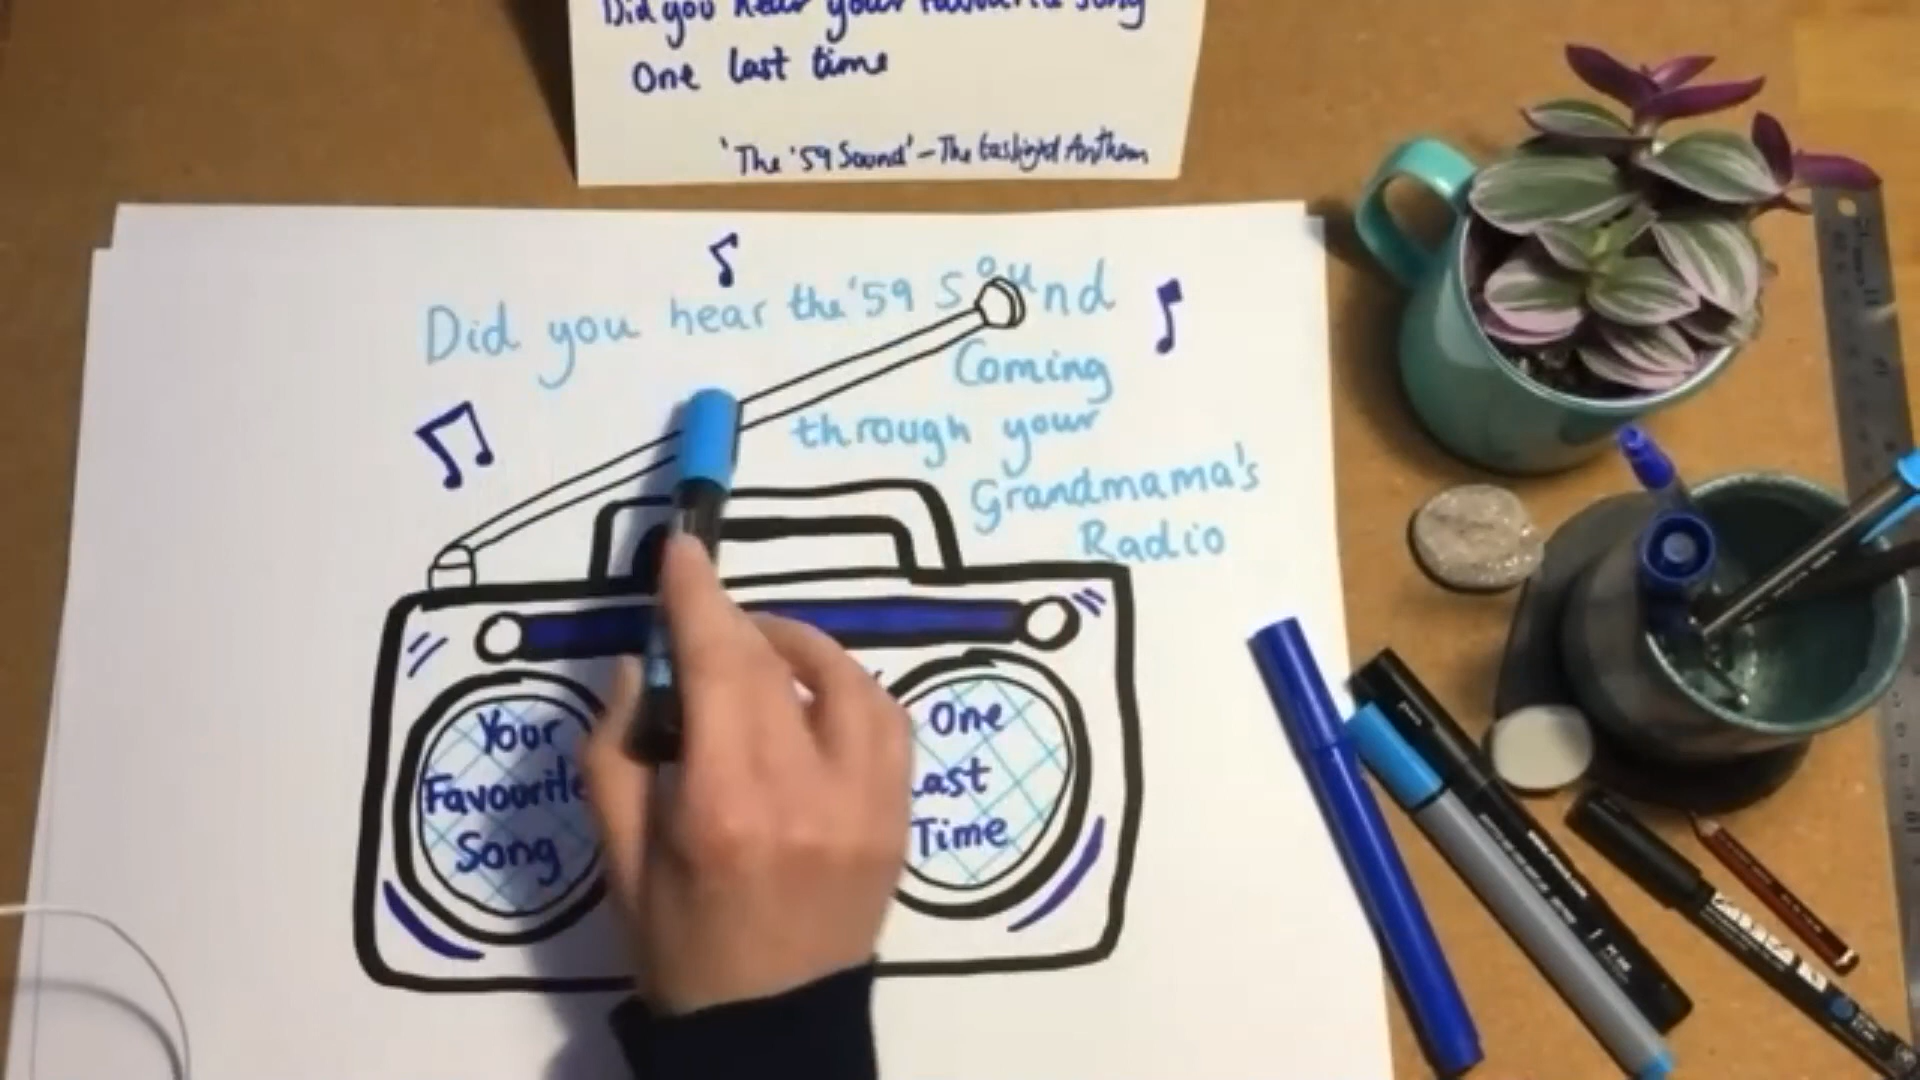 Did you hear your favourite song
One last time
'The '59 Sound' - The Gaslight Anthem
Did you hear the '59 Sound
Coming
through your
Grandmama's
Radio
Your
Favourite
Song
One
Last
Time